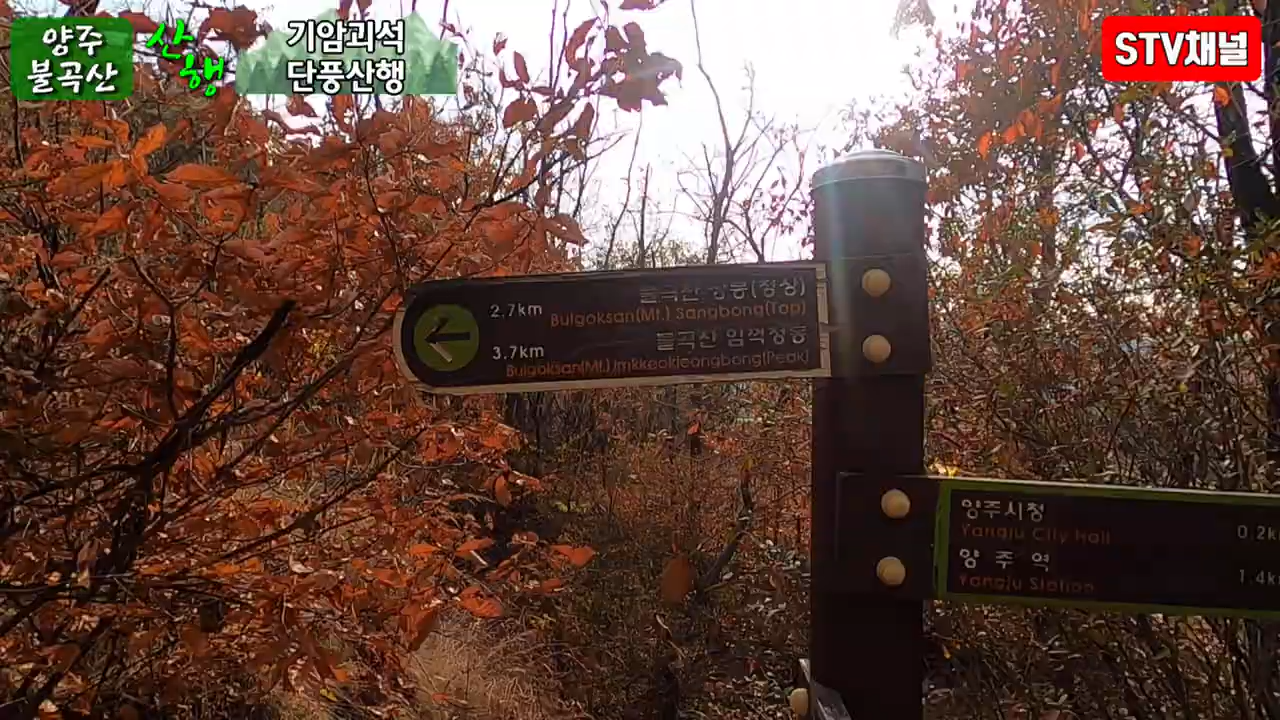 양주
불곡산
산행
기암괴석
단풍산행
STV채널
불곡산 상봉(정상)
2.7km Bulgoksan(Mt.) Sangbong(Top)
불곡산 임꺽정봉
3.7km
Bulgoksan(Mt.) Imkkeokjeongbong(Peak)
양주시청
Yangju City Hall 0.2k
양주역
Yangju Station 1.4k